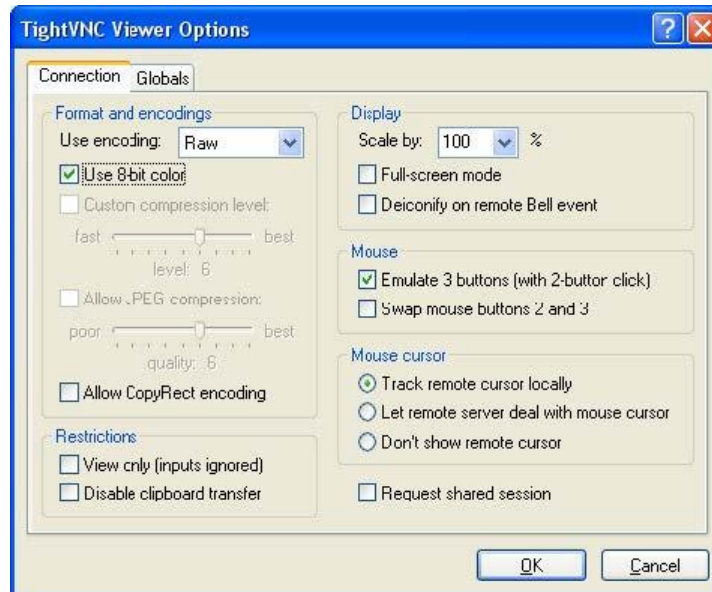 TightVNC Viewer Options
Connection
Globals
Format and encodings
Use encoding: Raw
Use 8-bit color
Custom compression level:
fast best
level: 6
Allow JPEG compression:
poor best
quality: 6
Allow CopyRect encoding
Restrictions
View only (inputs ignored)
Disable clipboard transfer
Display
Scale by: 100 %
Full-screen mode
Deiconify on remote Bell event
Mouse
Emulate 3 buttons (with 2-button click)
Swap mouse buttons 2 and 3
Mouse cursor
Track remote cursor locally
Let remote server deal with mouse cursor
Don't show remote cursor
Request shared session
OK
Cancel